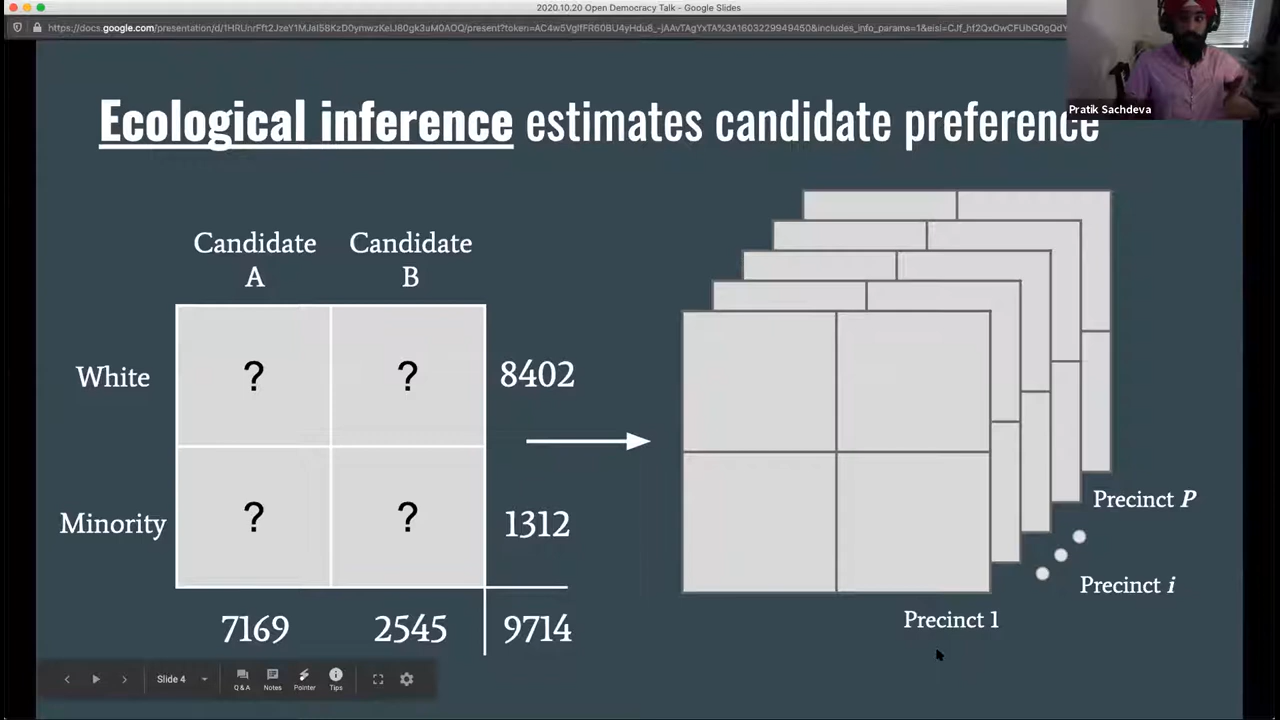 2020.10.20 Open Democracy Talk - Google Slides
Pratik Sachdeva
Ecological inference estimates candidate preference
Candidate A
Candidate B
White
? ? 8402
Minority
? ? 1312
7169 2545 9714
Precinct P
Precinct i
Precinct 1
Slide 4
Q & A
Notes
Pointer
Tips